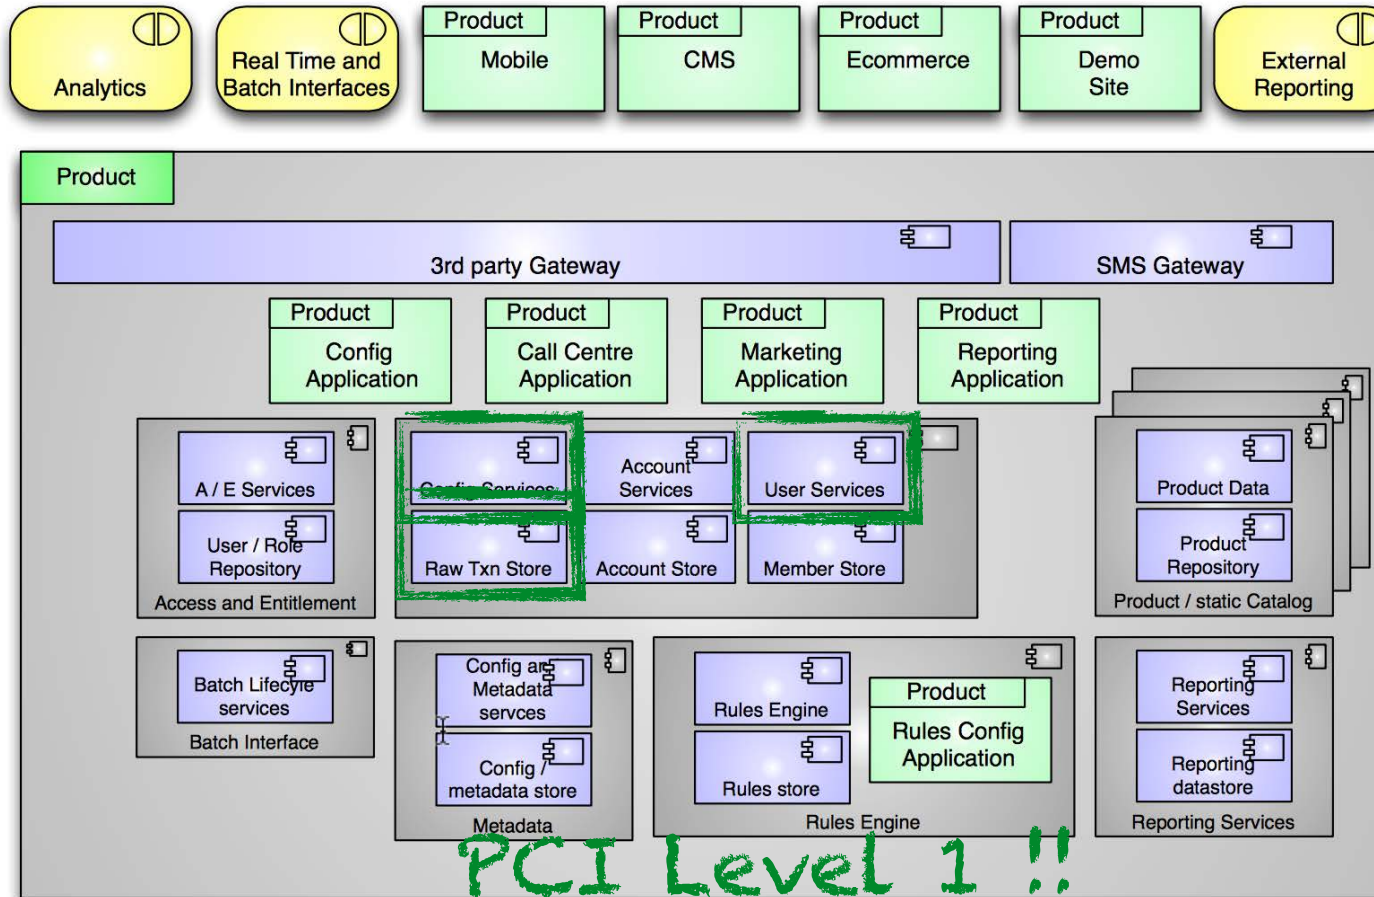 Product
Product
Product
Product
Analytics
Real Time and
Batch Interfaces
Mobile
CMS
Ecommerce
Demo
Site
External
Reporting
Product
3rd party Gateway
SMS Gateway
Product
Config
Application
Product
Call Centre
Application
Product
Marketing
Application
Product
Reporting
Application
A / E Services
User / Role
Repository
Access and Entitlement
Config Services
Account
Services
User Services
Raw Txn Store
Account Store
Member Store
Product Data
Product
Repository
Product / static Catalog
Batch Lifecyle
services
Batch Interface
Config and
Metadata
servces
Config /
metadata store
Metadata
Rules Engine
Rules store
Product
Rules Config
Application
Rules Engine
Reporting
Services
Reporting
datastore
Reporting Services
PCI Level 1 !!